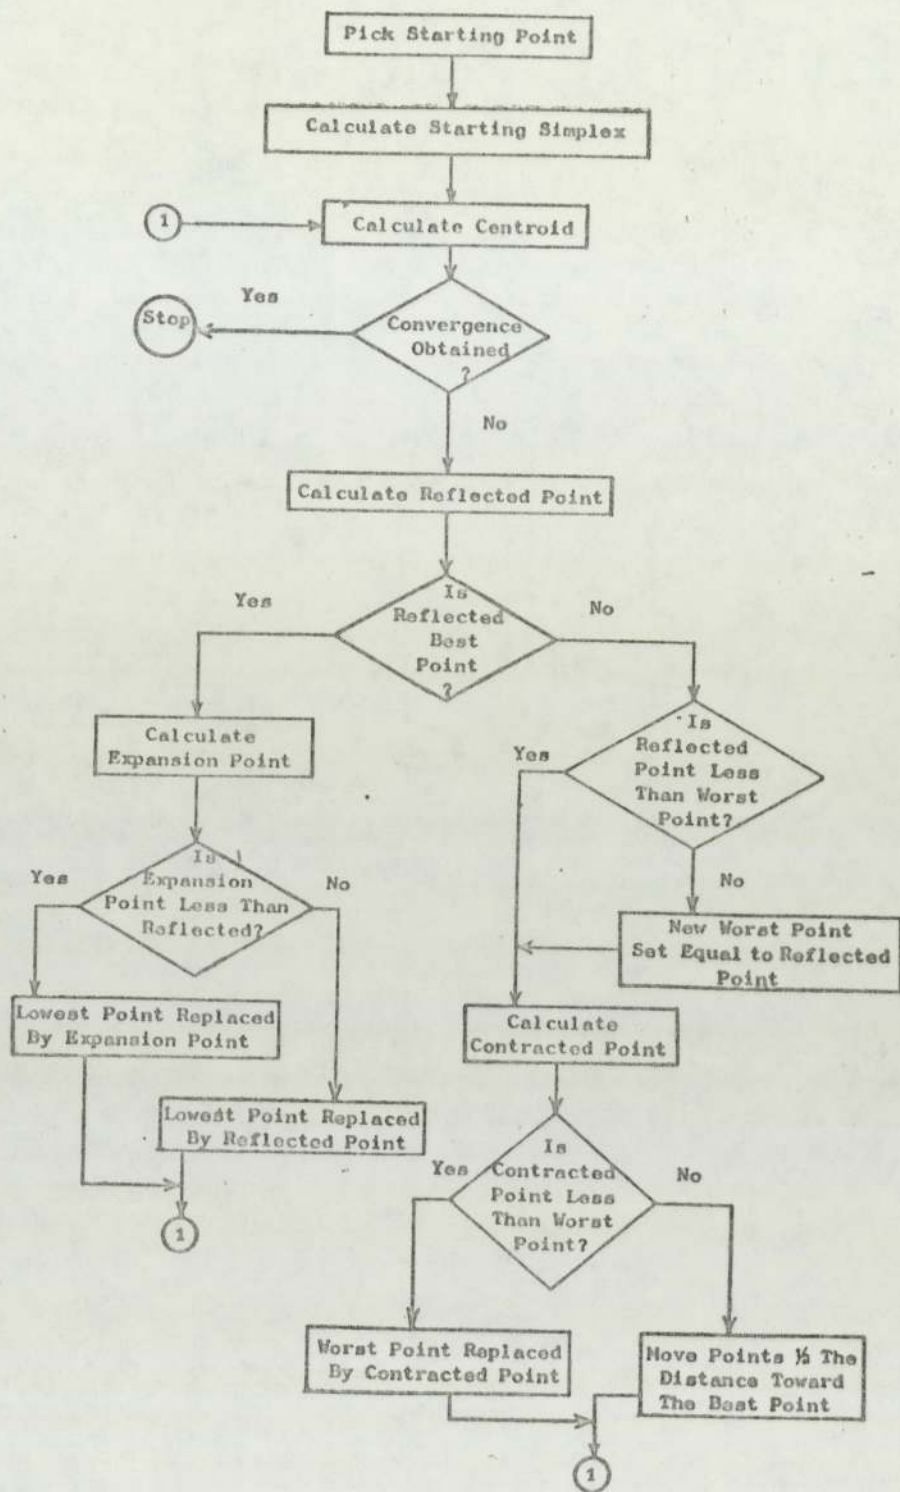 Pick Starting Point
Calculate Starting Simplex
1
Calculate Centroid
Yes
Stop
Convergence
Obtained
?
No
Calculate Reflected Point
Yes
Is
Reflected
Best
Point
?
No
Calculate
Expansion Point
Yes
Is
Reflected
Point Less
Than Worst
Point?
No
Yes
Is
Expansion
Point Less Than
Reflected?
No
New Worst Point
Set Equal to Reflected
Point
Lowest Point Replaced
By Expansion Point
Calculate
Contracted Point
Lowest Point Replaced
By Reflected Point
1
Yes
Is
Contracted
Point Less
Than Worst
Point?
No
Worst Point Replaced
By Contracted Point
Move Points ½ The
Distance Toward
The Best Point
1